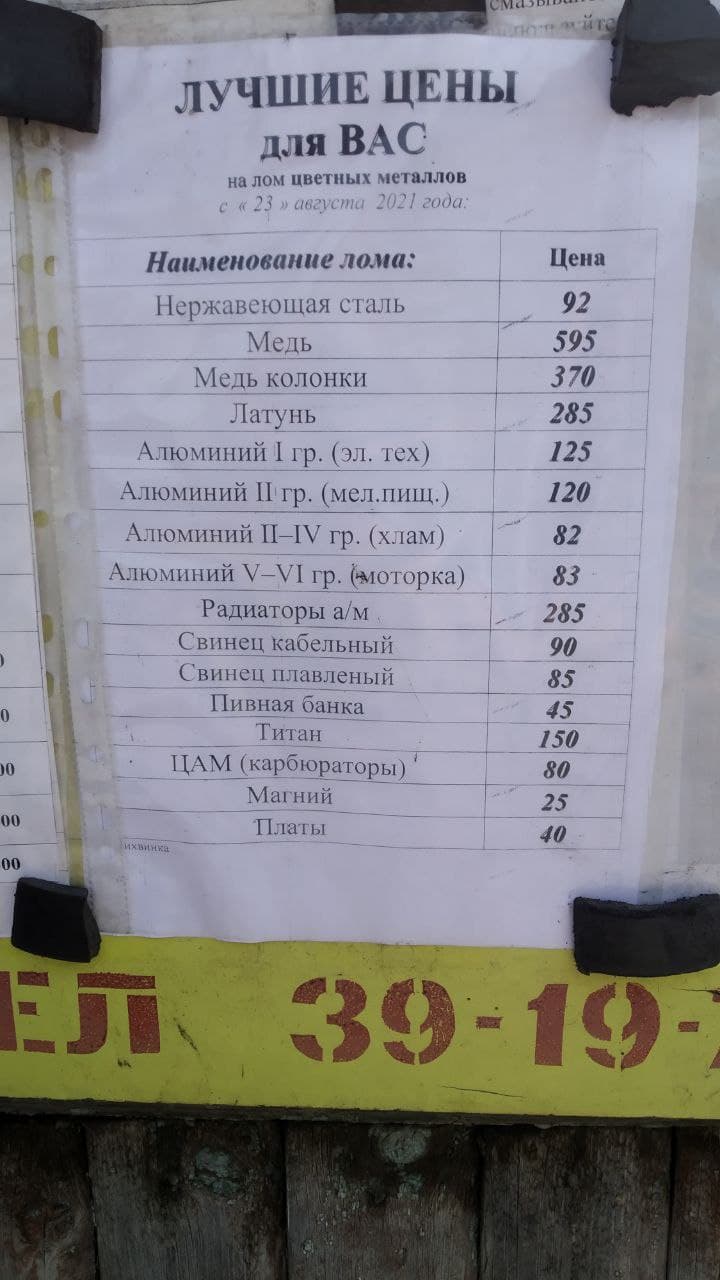 ЛУЧШИЕ ЦЕНЫ
для ВАС
на лом цветных металлов
с « 23 » августа 2021 года:
Наименование лома: Цена
Нержавеющая сталь 92
Медь 595
Медь колонки 370
Латунь 285
Алюминий I гр. (эл. тех) 125
Алюминий II гр. (мел.пищ.) 120
Алюминий II–IV гр. (хлам) 82
Алюминий V–VI гр. (моторка) 83
Радиаторы а/м 285
Свинец кабельный 90
Свинец плавленый 85
Пивная банка 45
Титан 150
ЦАМ (карбюраторы) 80
Магний 25
Платы 40
ихвинка
ЕЛ 39-19-